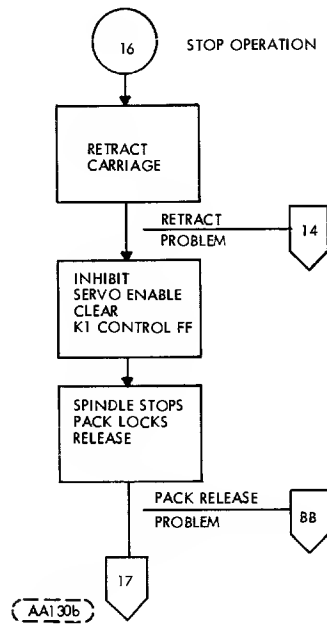 16
STOP OPERATION
RETRACT
CARRIAGE
RETRACT
PROBLEM
14
INHIBIT
SERVO ENABLE
CLEAR
K1 CONTROL FF
SPINDLE STOPS
PACK LOCKS
RELEASE
PACK RELEASE
PROBLEM
BB
17
AA130b